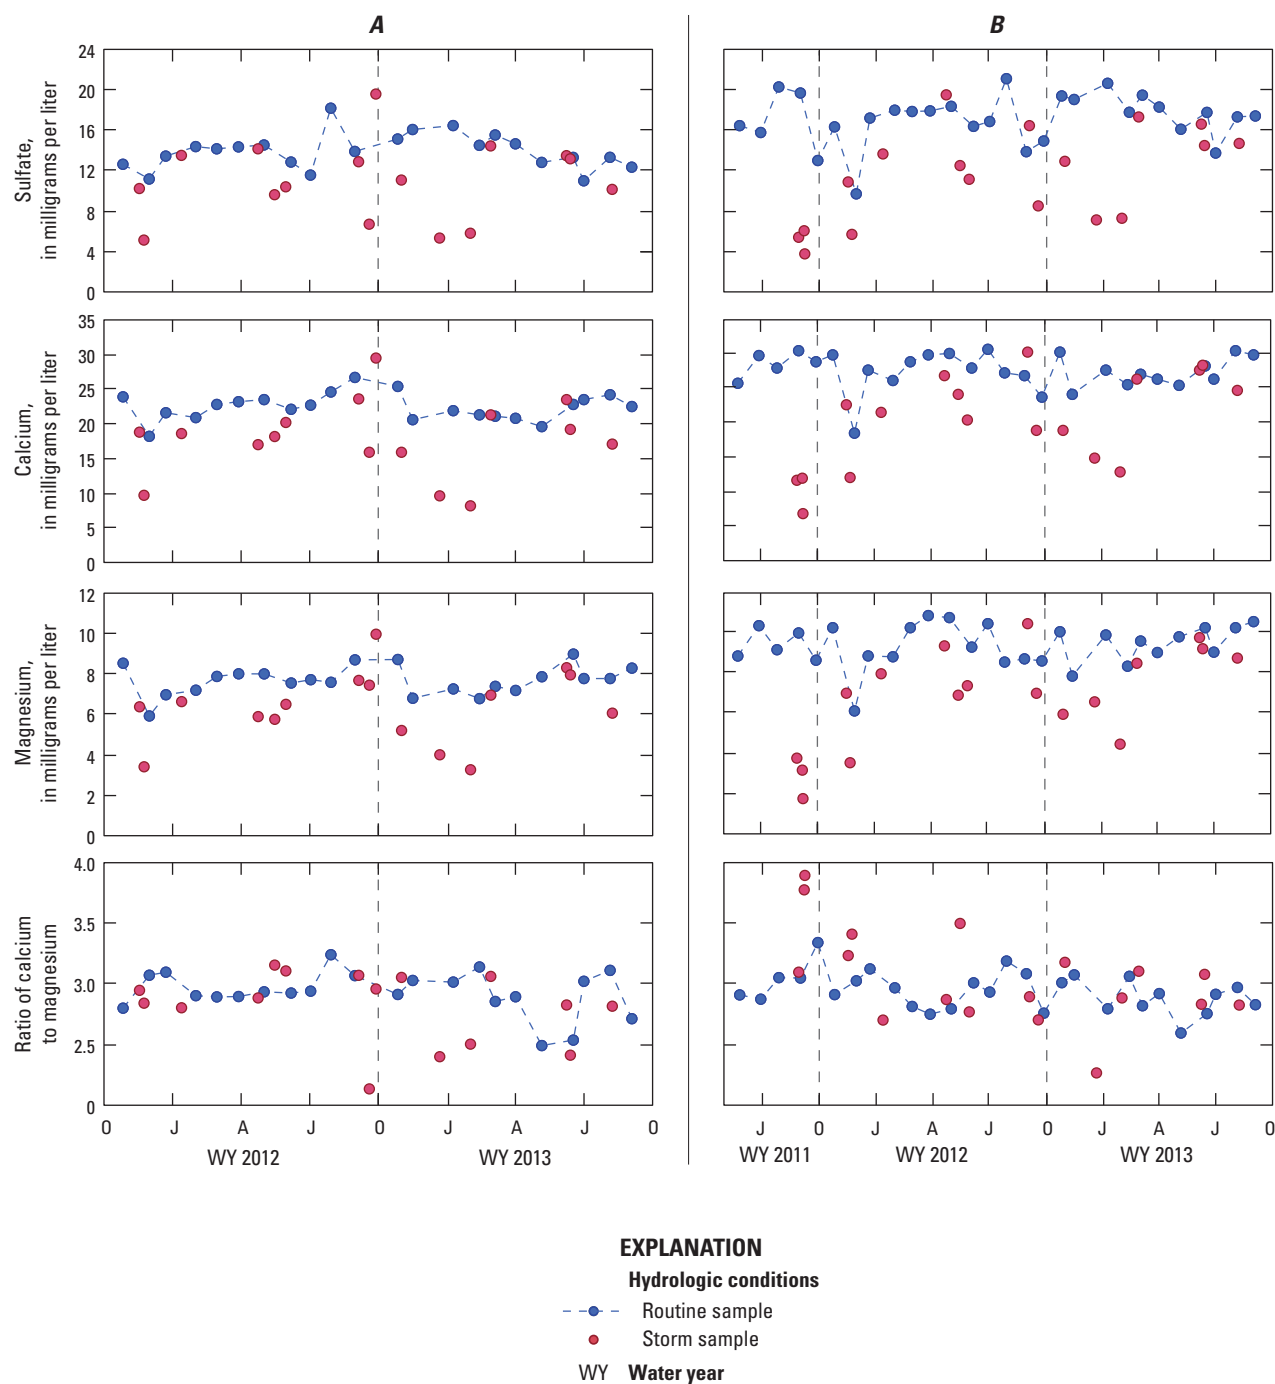 A
B
Sulfate,
in milligrams per liter
24
20
16
12
8
4
0
Calcium,
in milligrams per liter
35
30
25
20
15
10
5
0
Magnesium,
in milligrams per liter
12
10
8
6
4
2
0
Ratio of calcium
to magnesium
4.0
3.5
3.0
2.5
0
O J A J O J A J O
WY 2012 WY 2013
J O J A J O J A J O
WY 2011 WY 2012 WY 2013
EXPLANATION
Hydrologic conditions
Routine sample
Storm sample
WY Water year